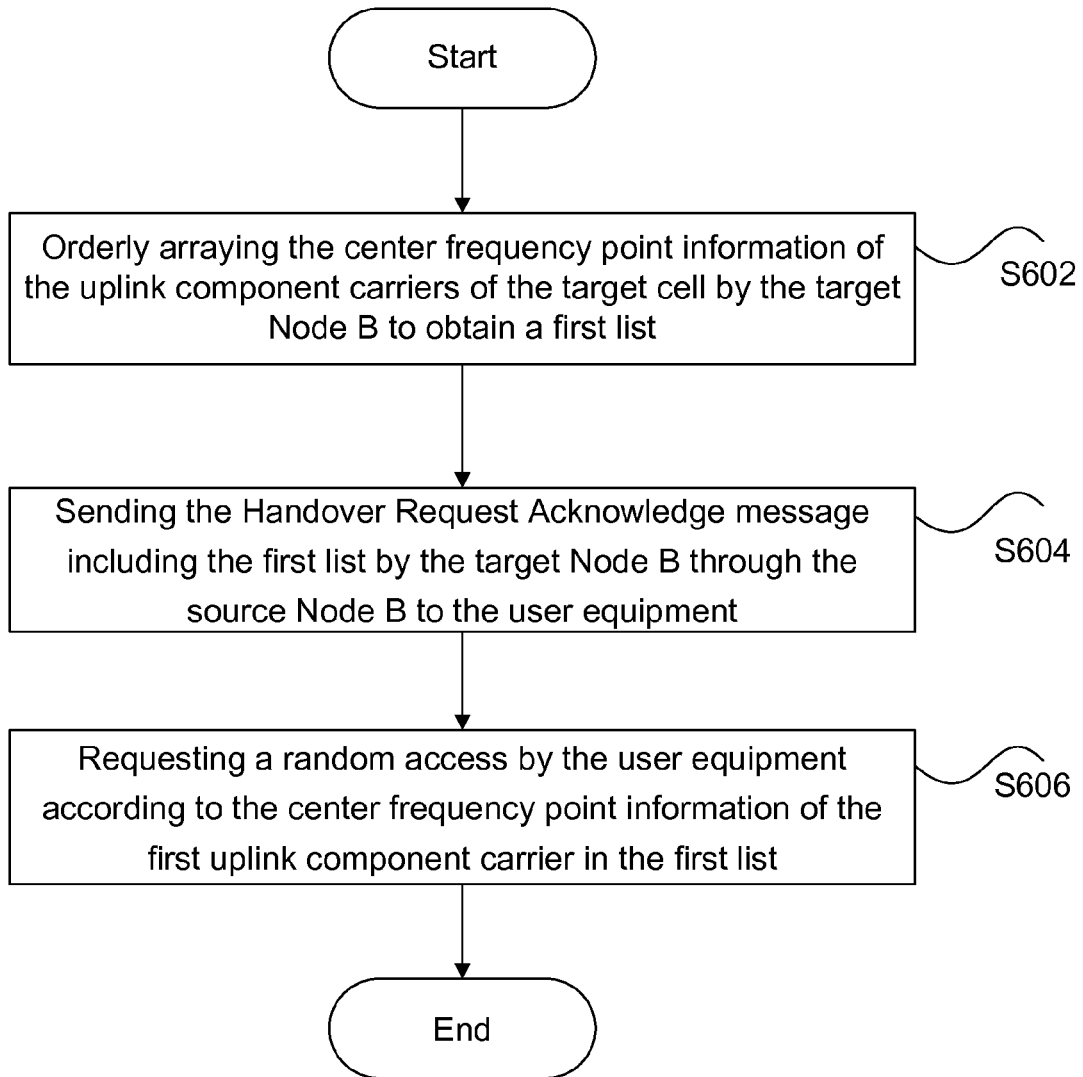 Start
Orderly arraying the center frequency point information of
the uplink component carriers of the target cell by the target
Node B to obtain a first list
S602
Sending the Handover Request Acknowledge message
including the first list by the target Node B through the
source Node B to the user equipment
S604
Requesting a random access by the user equipment
according to the center frequency point information of the
first uplink component carrier in the first list
S606
End